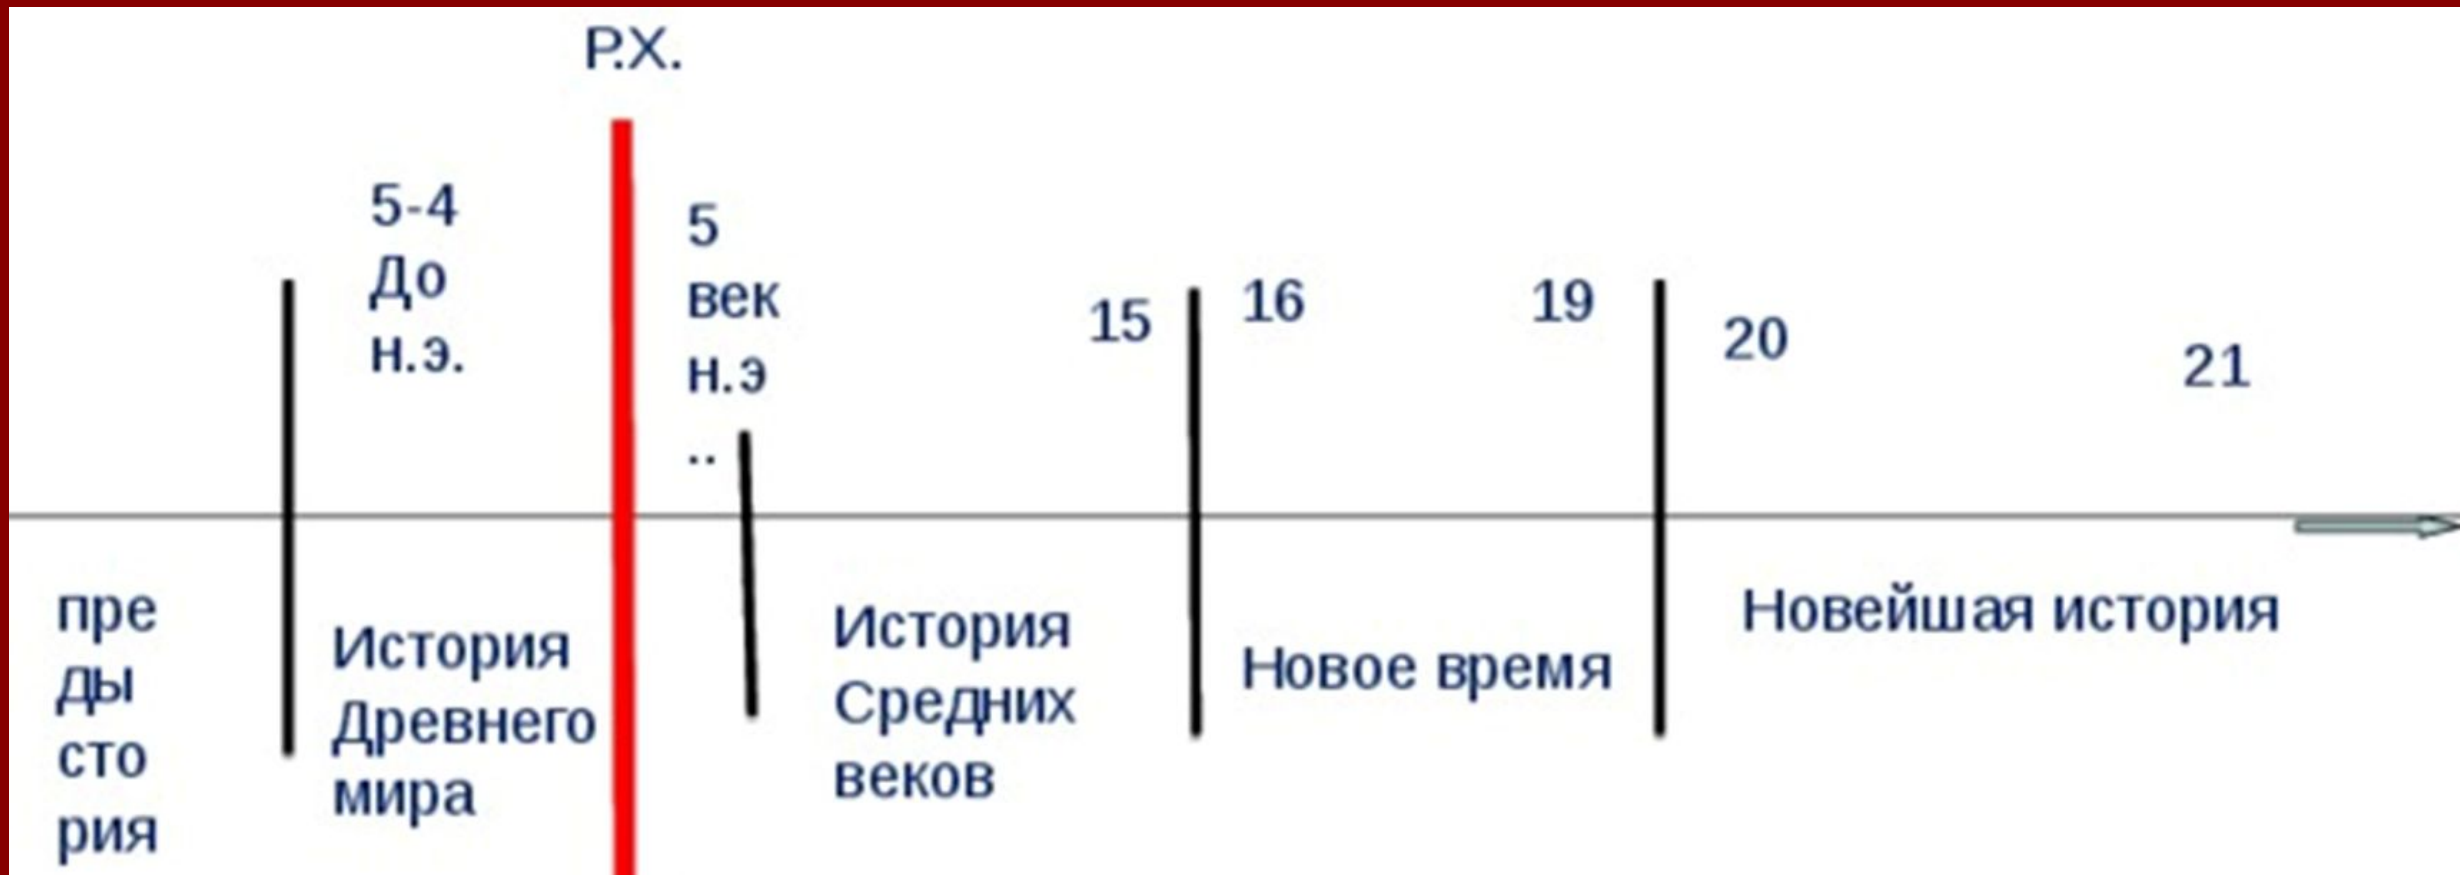 Р.Х.
5-4
До
н.э.
5
век
н.э
..
15
16
19
20
21
пре
ды
сто
рия
История
Древнего
мира
История
Средних
веков
Новое время
Новейшая история